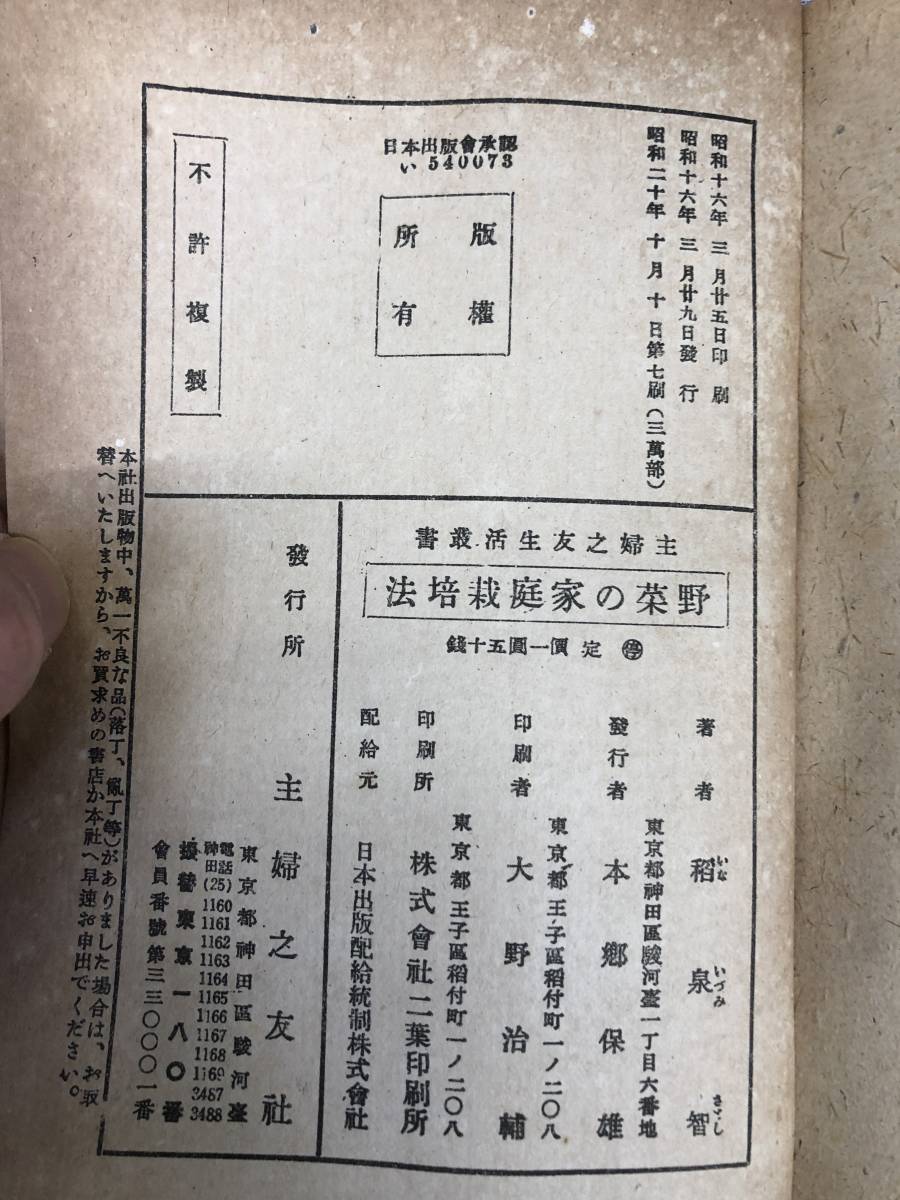 昭和十六年三月廿五日印刷
昭和十六年三月廿九日發行
昭和二十年十月十日第七刷(三萬部)
日本出版會承認
い540073
版權
所有
不許複製
主婦之友生活叢書
野菜の家庭栽培法
㊡定價一圓五十錢
著者 稻泉智
いないづみさとし
東京都神田區駿河臺一丁目六番地
發行者 本鄕保雄
東京都王子區稻付町一ノ二〇八
印刷者 大野治輔
東京都王子區稻付町一ノ二〇八
印刷所 株式會社二葉印刷所
配給元 日本出版配給統制株式會社
發行所 主婦之友社
東京都神田區駿河臺
電話
神田(25)
1160
1161
1162
1163
1164
1165
1166
1167
1168
1169
3487
3488
振替東京一八〇番
會員番號第三三〇〇〇一番
本社出版物中、萬一不良な品(落丁、亂丁等)がありました場合は、お取
替へいたしますから、お買求めの書店か本社へ早速お申出でください。